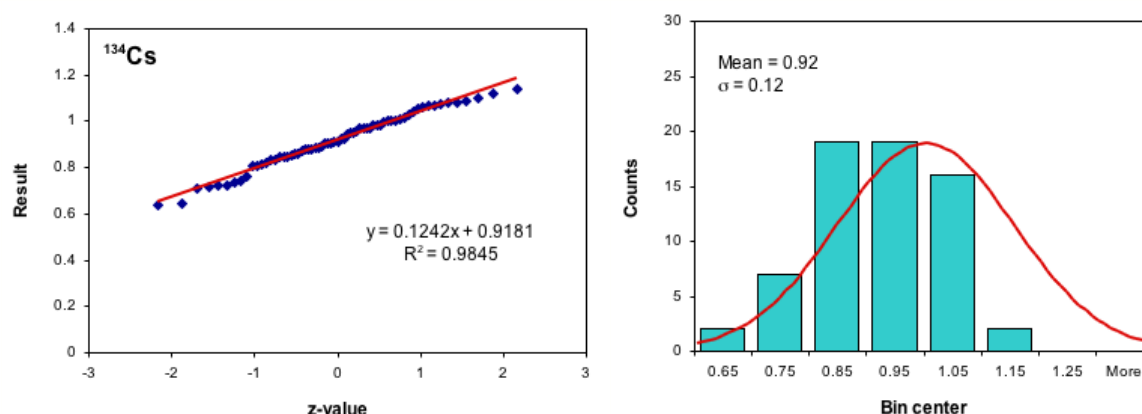 1.4
1.2
1
0.8
0.6
0.4
0.2
0
-3 -2 -1 0 1 2 3
Result
z-value
¹³⁴Cs
y = 0.1242x + 0.9181
R² = 0.9845
30
25
20
15
10
5
0
0.65 0.75 0.85 0.95 1.05 1.15 1.25 More
Counts
Bin center
Mean = 0.92
σ = 0.12